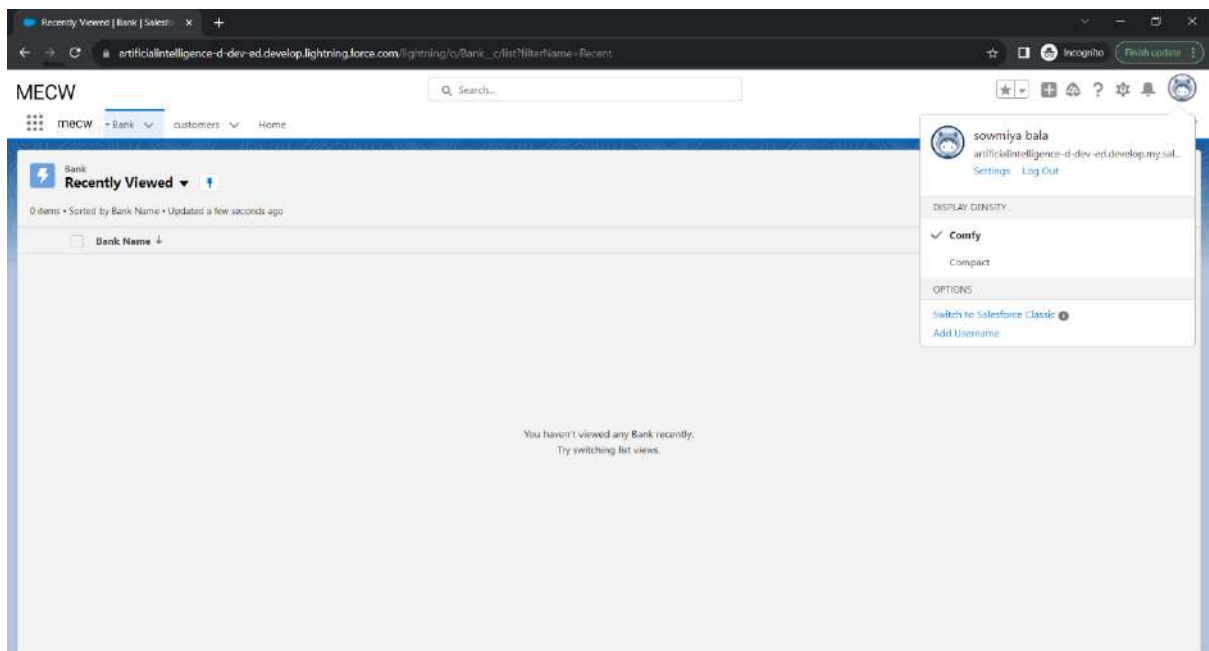 Recently Viewed | Bank | Salesfo
artificialintelligence-d-dev-ed.develop.lightning.force.com/lightning/o/Bank__c/list?filterName=Recent
Incognito
Finish update
MECW
Search...
mecw
* Bank
customers
Home
Bank
Recently Viewed
0 items • Sorted by Bank Name • Updated a few seconds ago
Bank Name
You haven't viewed any Bank recently.
Try switching list views.
sowmiya bala
artificialintelligence-d-dev-ed.develop.my.sal...
Settings Log Out
DISPLAY DENSITY
Comfy
Compact
OPTIONS
Switch to Salesforce Classic
Add Username